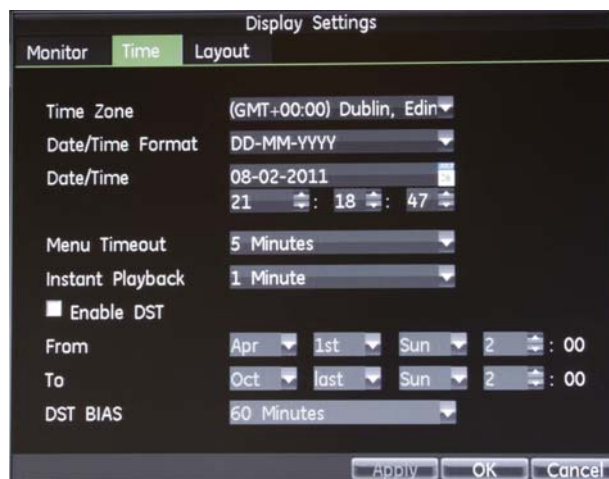 Display Settings
Monitor Time Layout
Time Zone (GMT+00:00) Dublin, Edin
Date/Time Format DD-MM-YYYY
Date/Time 08-02-2011
21 : 18 : 47
Menu Timeout 5 Minutes
Instant Playback 1 Minute
Enable DST
From Apr 1st Sun 2 : 00
To Oct last Sun 2 : 00
DST BIAS 60 Minutes
Apply OK Cancel